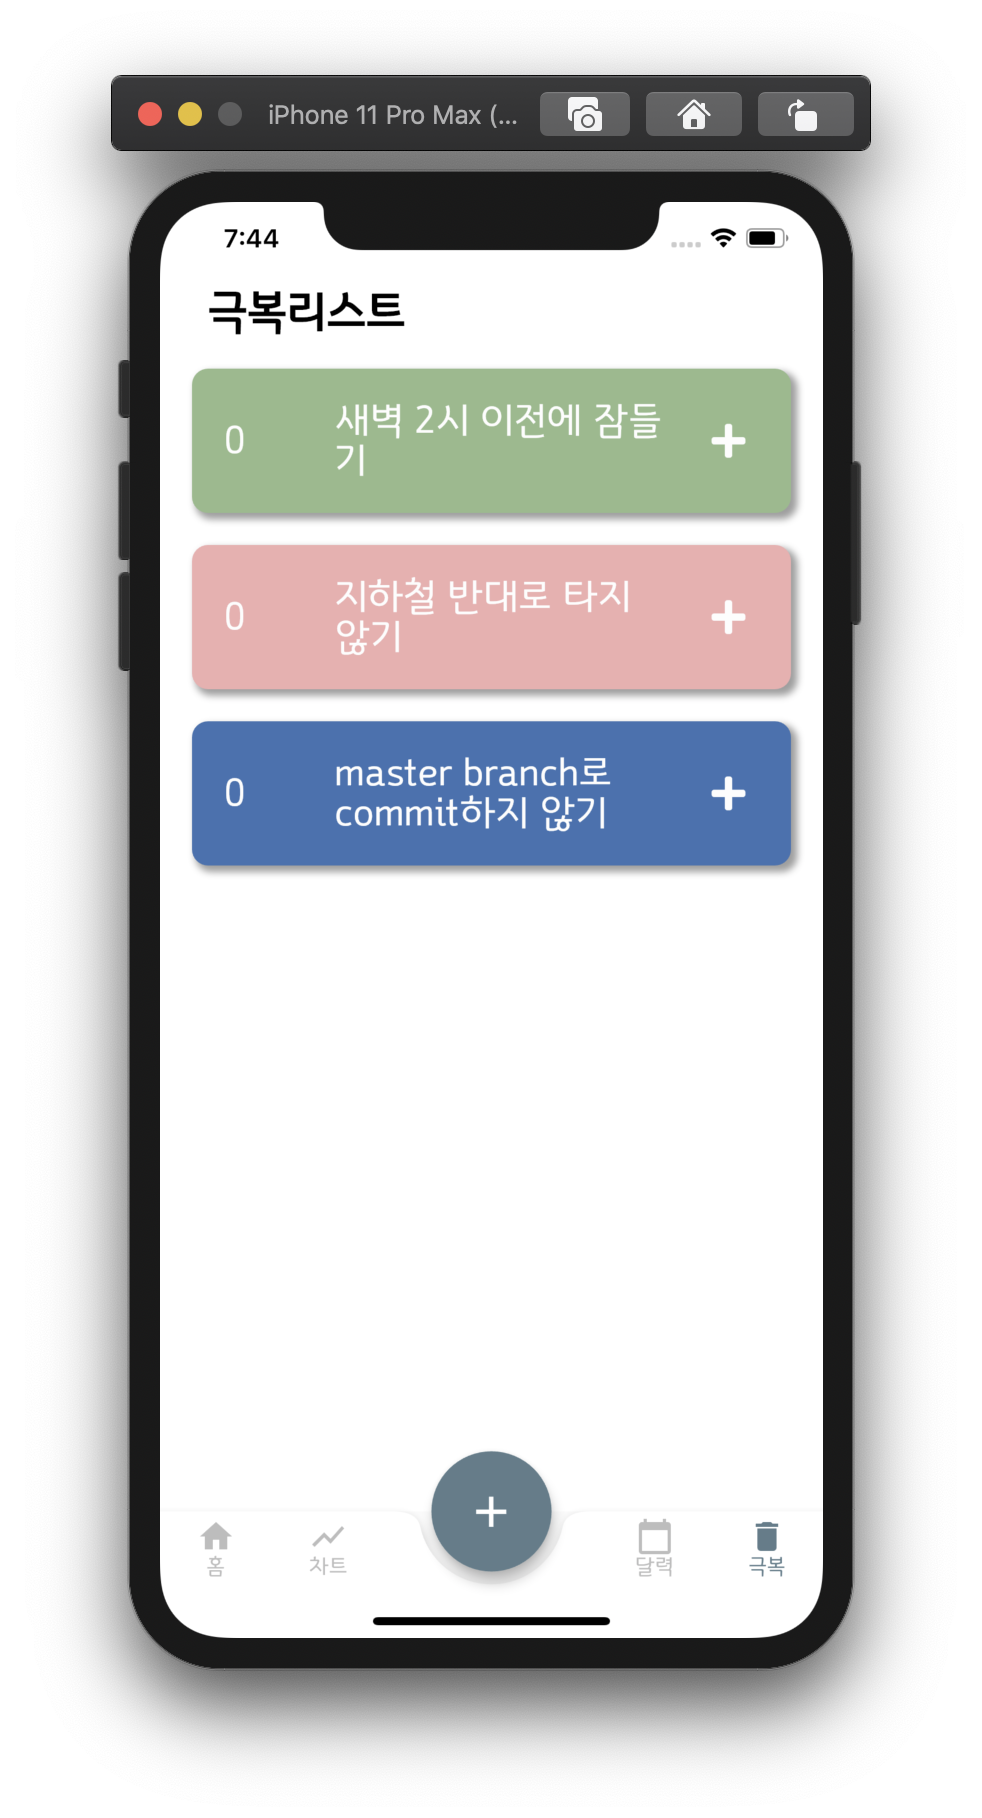 iPhone 11 Pro Max (...
7:44
극복리스트
0
새벽 2시 이전에 잠들
기
0
지하철 반대로 타지
않기
0
master branch로
commit하지 않기
홈
차트
달력
극복